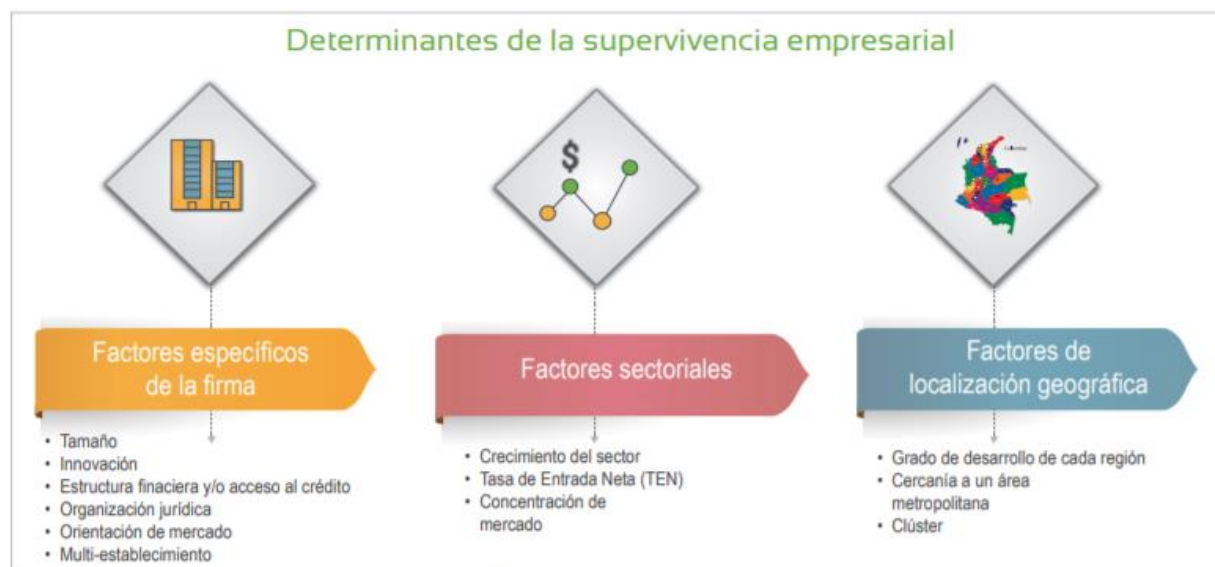 Determinantes de la supervivencia empresarial
$
Colombia
Factores específicos
de la firma
• Tamaño
• Innovación
• Estructura finaciera y/o acceso al crédito
• Organización jurídica
• Orientación de mercado
• Multi-establecimiento
Factores sectoriales
• Crecimiento del sector
• Tasa de Entrada Neta (TEN)
• Concentración de
mercado
Factores de
localización geográfica
• Grado de desarrollo de cada región
• Cercanía a un área
metropolitana
• Clúster